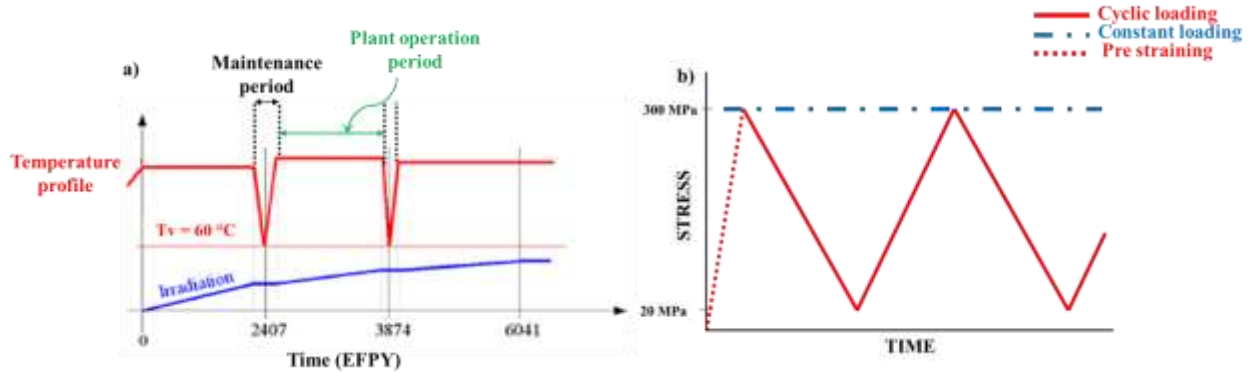 a)
Maintenance
period
Plant operation
period
Temperature
profile
Tv = 60 °C
Irradiation
0
2407
3874
6041
Time (EFPY)
Cyclic loading
Constant loading
Pre straining
b)
300 MPa
STRESS
20 MPa
TIME